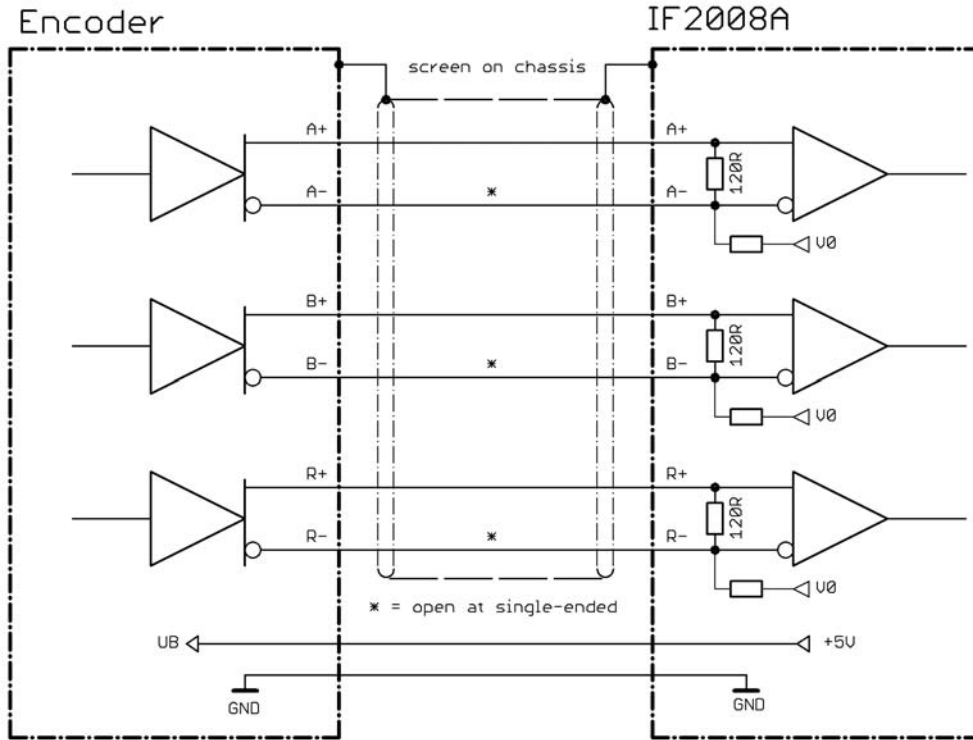 Encoder
IF2008A
screen on chassis
A+
A+
120R
A-
*
A-
V0
B+
B+
120R
B-
*
B-
V0
R+
R+
120R
R-
*
R-
V0
* = open at single-ended
UB
+5V
GND
GND